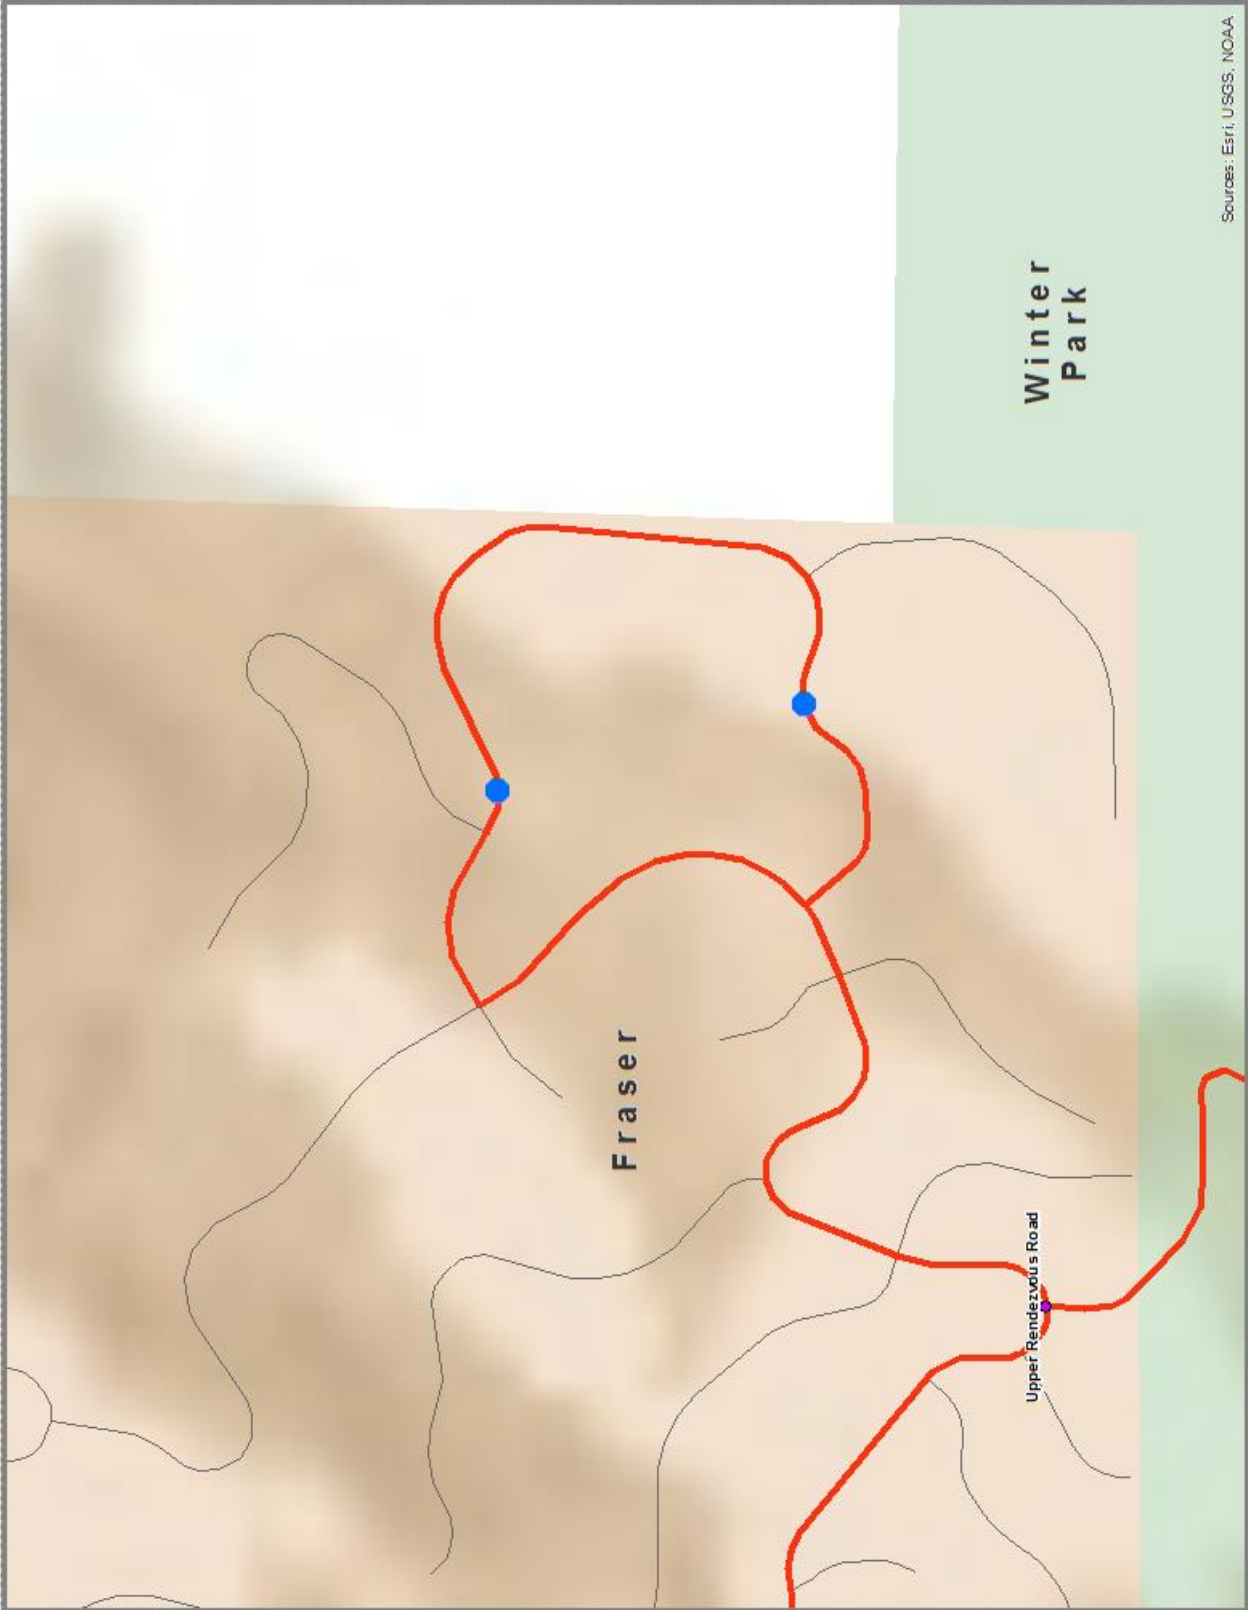 Sources: Esri, USGS, NOAA
Winter
Park
Fraser
Upper Rendezvous Road